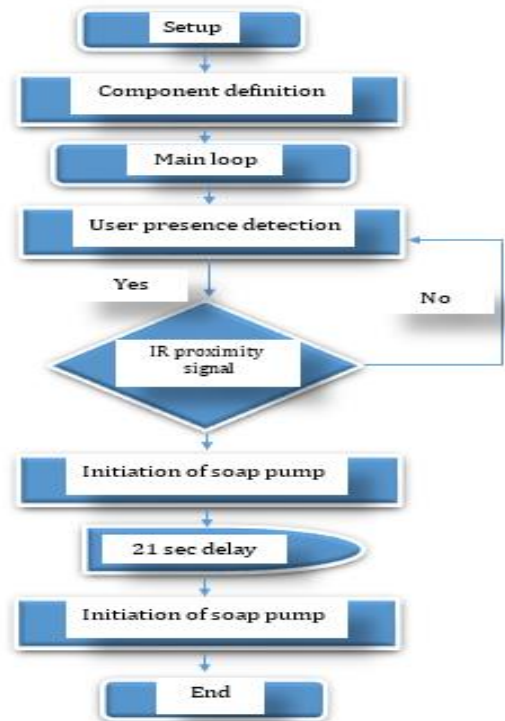 Setup
Component definition
Main loop
User presence detection
Yes
No
IR proximity
signal
Initiation of soap pump
21 sec delay
Initiation of soap pump
End